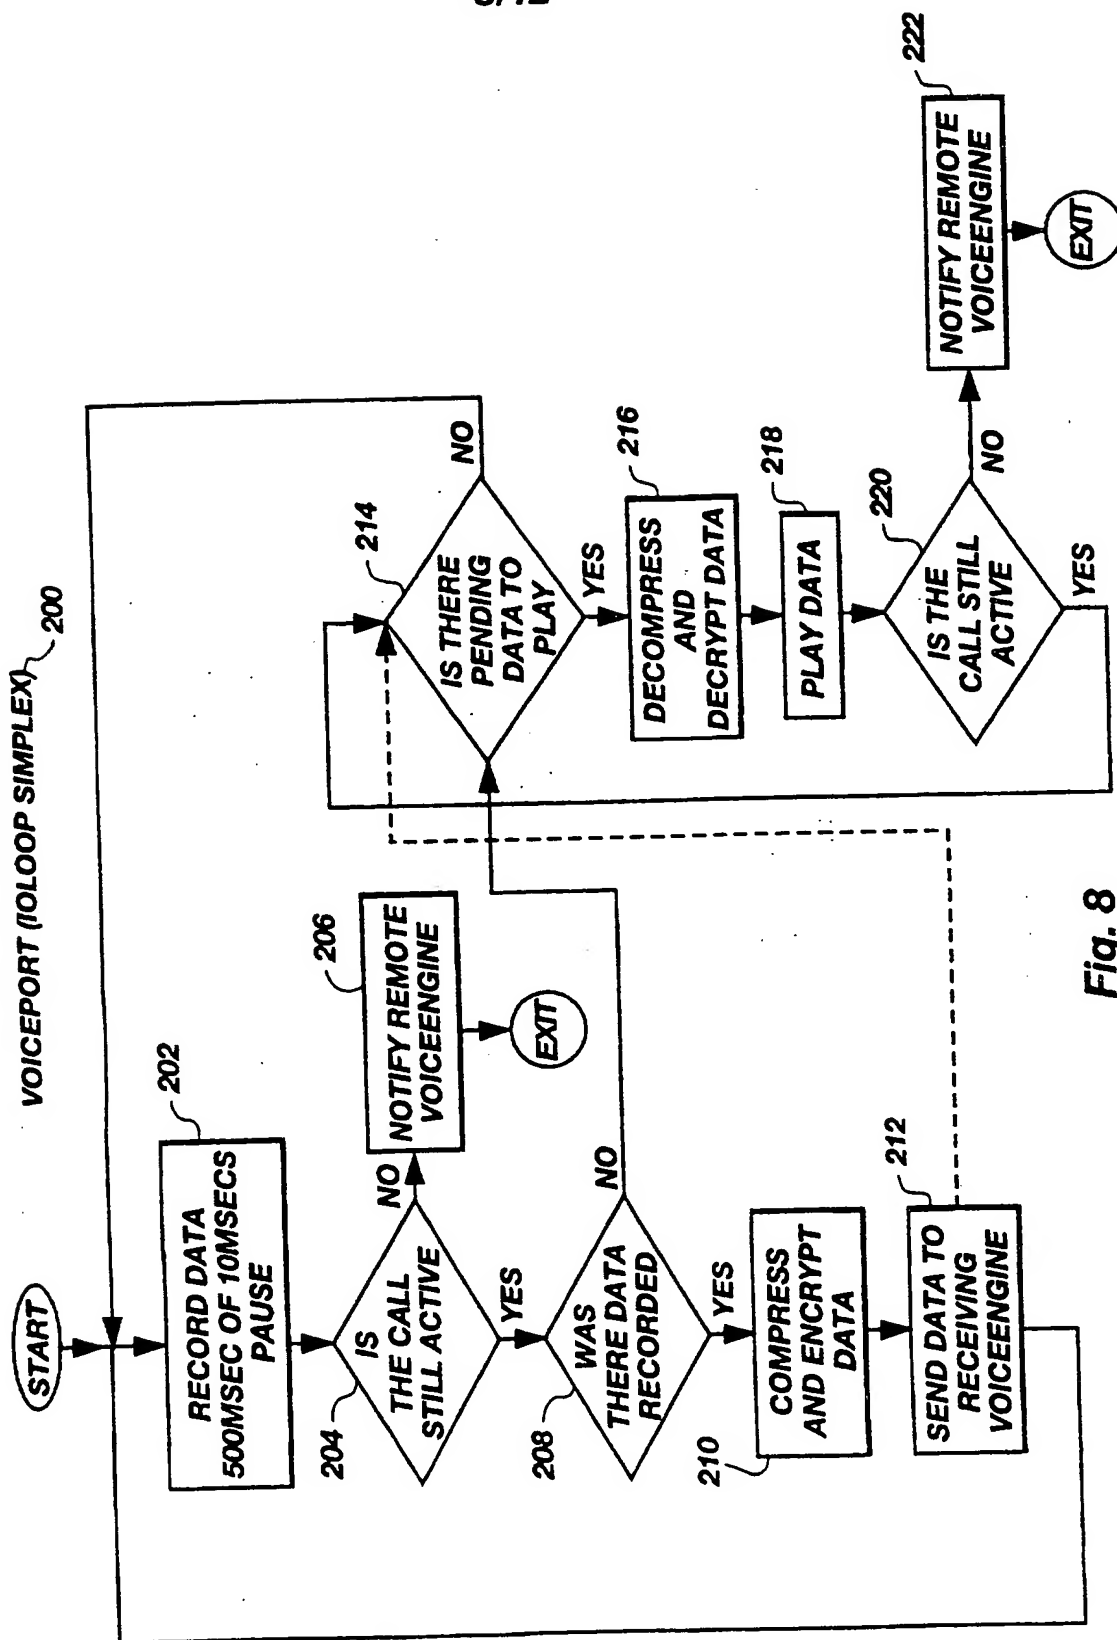 VOICEPORT (IOLOOP SIMPLEX) 200
START
202
RECORD DATA
500MSEC OF 10MSECS
PAUSE
204
IS
THE CALL
STILL ACTIVE
NO
YES
206
NOTIFY REMOTE
VOICEENGINE
EXIT
208
WAS
THERE DATA
RECORDED
NO
YES
210
COMPRESS
AND ENCRYPT
DATA
212
SEND DATA TO
RECEIVING
VOICEENGINE
214
IS THERE
PENDING
DATA TO
PLAY
NO
YES
216
DECOMPRESS
AND
DECRYPT DATA
218
PLAY DATA
220
IS THE
CALL STILL
ACTIVE
NO
YES
222
NOTIFY REMOTE
VOICEENGINE
EXIT
Fig. 8